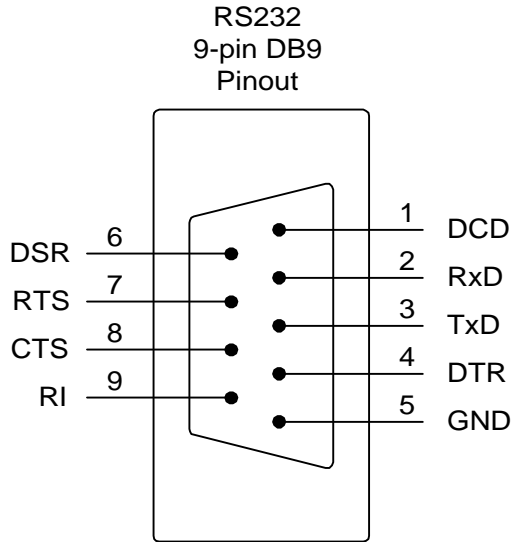 RS232
9-pin DB9
Pinout
1 DCD
DSR 6
2 RxD
RTS 7
3 TxD
CTS 8
4 DTR
RI 9
5 GND